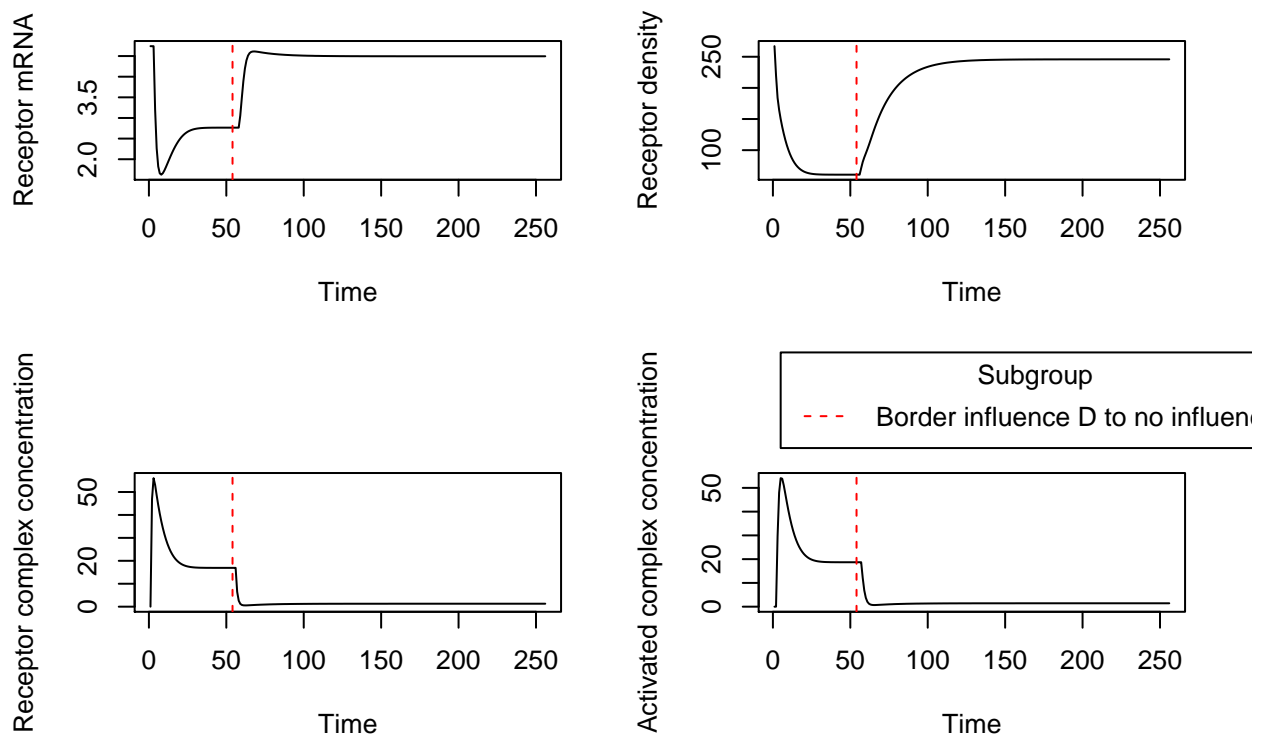 Receptor mRNA
2.0 3.5
0 50 100 150 200 250
Time
Receptor density
100 250
0 50 100 150 200 250
Time
Receptor complex concentration
0 20 50
0 50 100 150 200 250
Time
Activated complex concentration
Subgroup
Border influence D to no influenc
0 20 50
0 50 100 150 200 250
Time